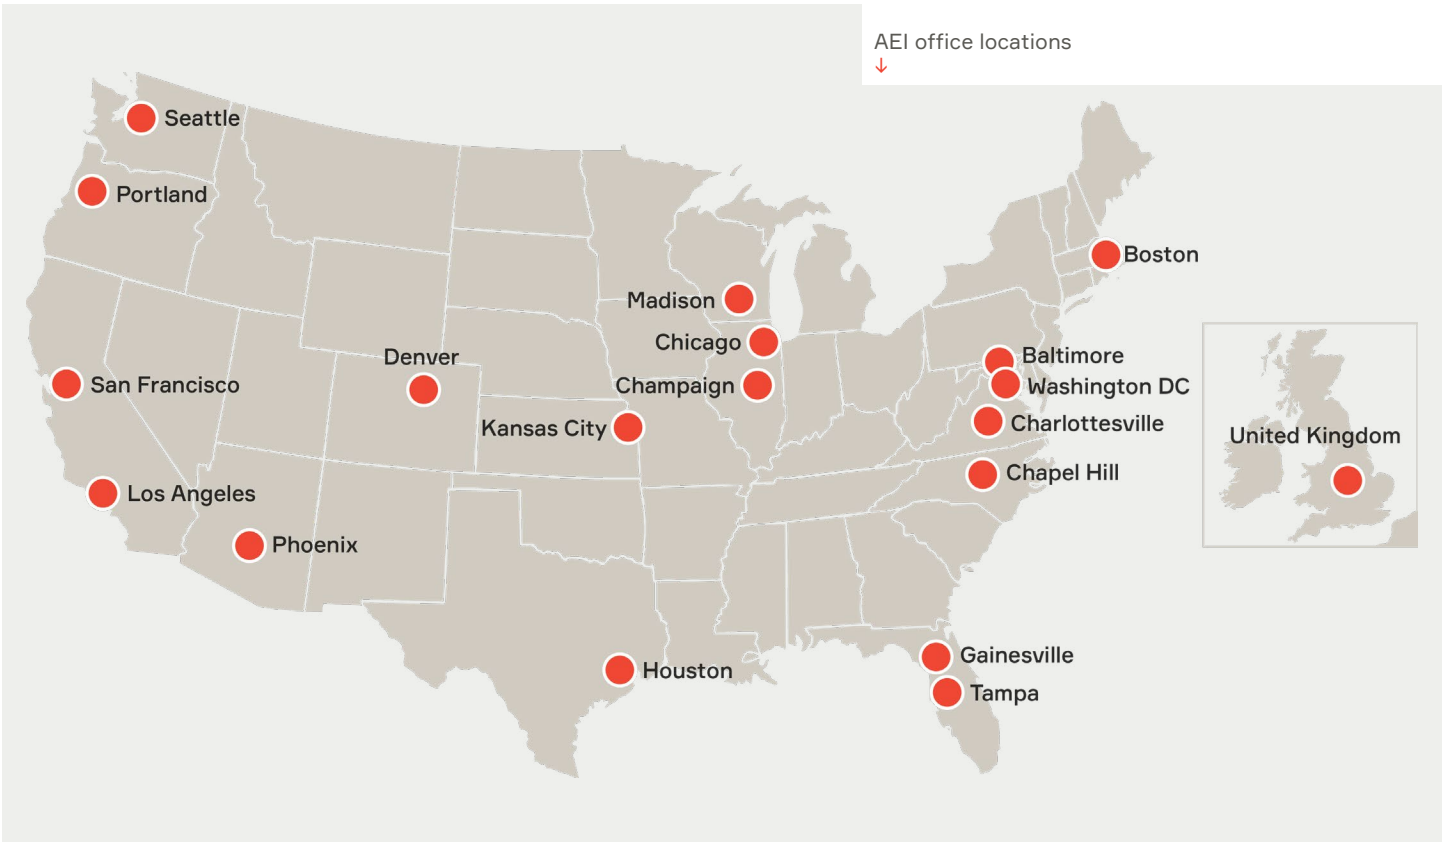 AEI office locations
↓
Seattle
Portland
Boston
Madison
Chicago
Denver
Baltimore
San Francisco
Champaign
Washington DC
Kansas City
Charlottesville
United Kingdom
Chapel Hill
Los Angeles
Phoenix
Gainesville
Houston
Tampa